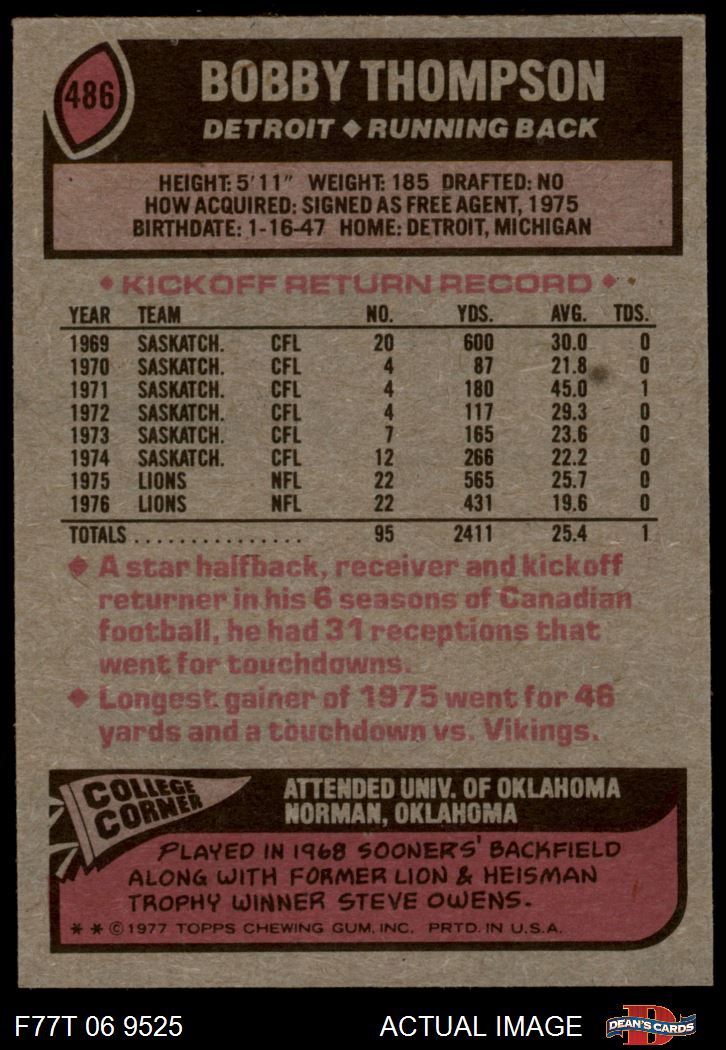 486
BOBBY THOMPSON
DETROIT ◆ RUNNING BACK
HEIGHT: 5'11" WEIGHT: 185 DRAFTED: NO
HOW ACQUIRED: SIGNED AS FREE AGENT, 1975
BIRTHDATE: 1-16-47 HOME: DETROIT, MICHIGAN
◆ KICKOFF RETURN RECORD ◆
YEAR TEAM NO. YDS. AVG. TDS.
1969 SASKATCH. CFL 20 600 30.0 0
1970 SASKATCH. CFL 4 87 21.8 0
1971 SASKATCH. CFL 4 180 45.0 1
1972 SASKATCH. CFL 4 117 29.3 0
1973 SASKATCH. CFL 7 165 23.6 0
1974 SASKATCH. CFL 12 266 22.2 0
1975 LIONS NFL 22 565 25.7 0
1976 LIONS NFL 22 431 19.6 0
TOTALS ............... 95 2411 25.4 1
◆ A star halfback, receiver and kickoff
returner in his 6 seasons of Canadian
football, he had 31 receptions that
went for touchdowns.
◆ Longest gainer of 1975 went for 46
yards and a touchdown vs. Vikings.
COLLEGE
CORNER
ATTENDED UNIV. OF OKLAHOMA
NORMAN, OKLAHOMA
PLAYED IN 1968 SOONERS' BACKFIELD
ALONG WITH FORMER LION & HEISMAN
TROPHY WINNER STEVE OWENS.
* * © 1977 TOPPS CHEWING GUM, INC. PRTD. IN U.S.A.
F77T 06 9525 ACTUAL IMAGE
D
DEAN'S CARDS